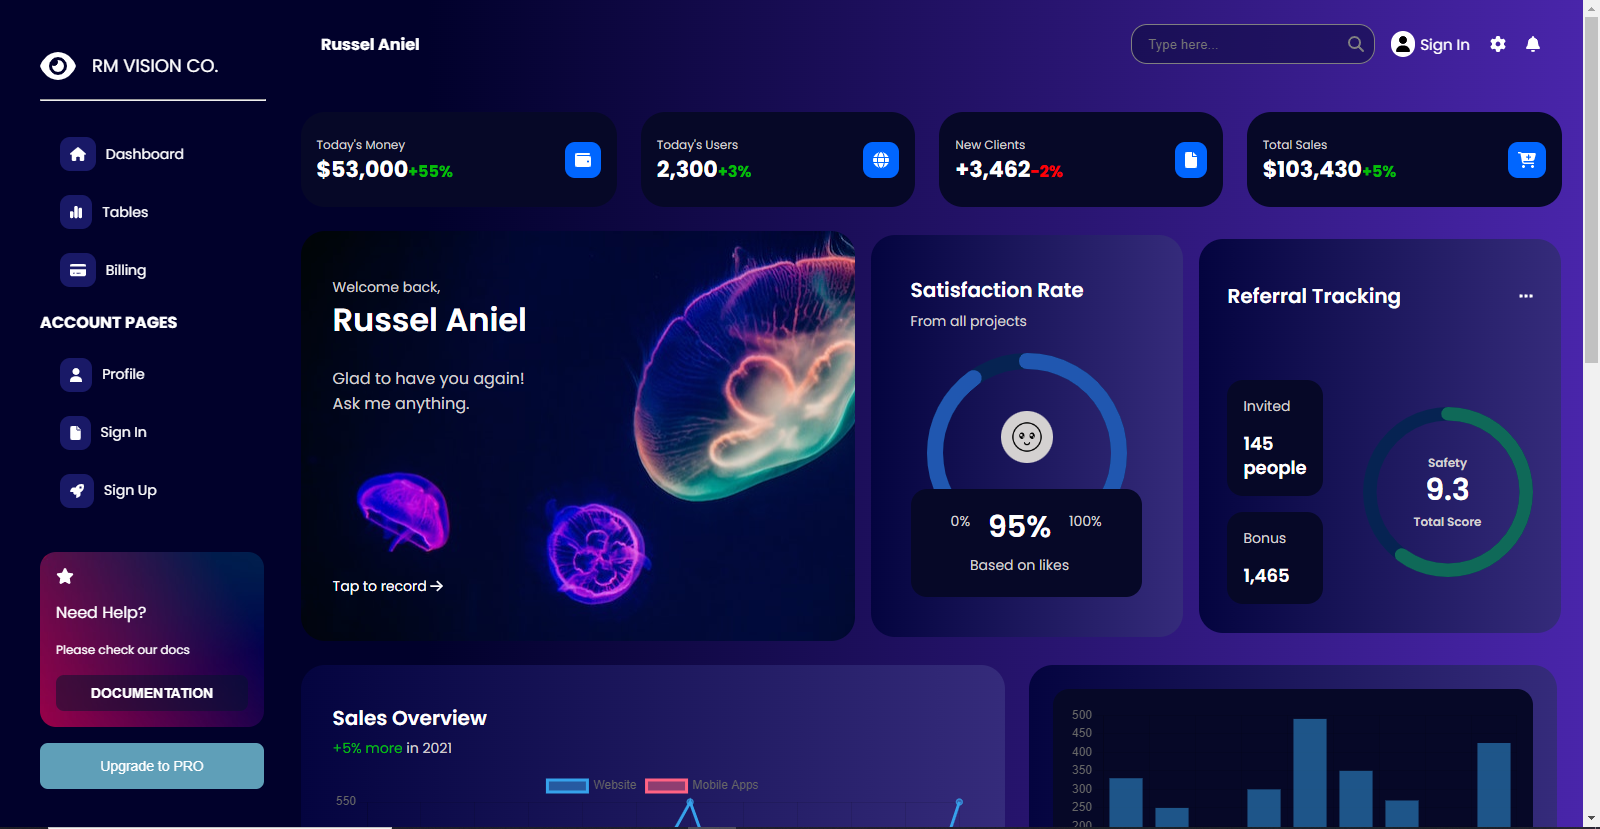 RM VISION CO.
Dashboard
Tables
Billing
ACCOUNT PAGES
Profile
Sign In
Sign Up
Need Help?
Please check our docs
DOCUMENTATION
Upgrade to PRO
Russel Aniel
Type here...
Sign In
Today's Money
$53,000+55%
Today's Users
2,300+3%
New Clients
+3,462-2%
Total Sales
$103,430+5%
Welcome back,
Russel Aniel
Glad to have you again!
Ask me anything.
Tap to record
Satisfaction Rate
From all projects
0% 95% 100%
Based on likes
Referral Tracking
Invited
145
people
Bonus
1,465
Safety
9.3
Total Score
Sales Overview
+5% more in 2021
Website Mobile Apps
550
500
450
400
350
300
250
200